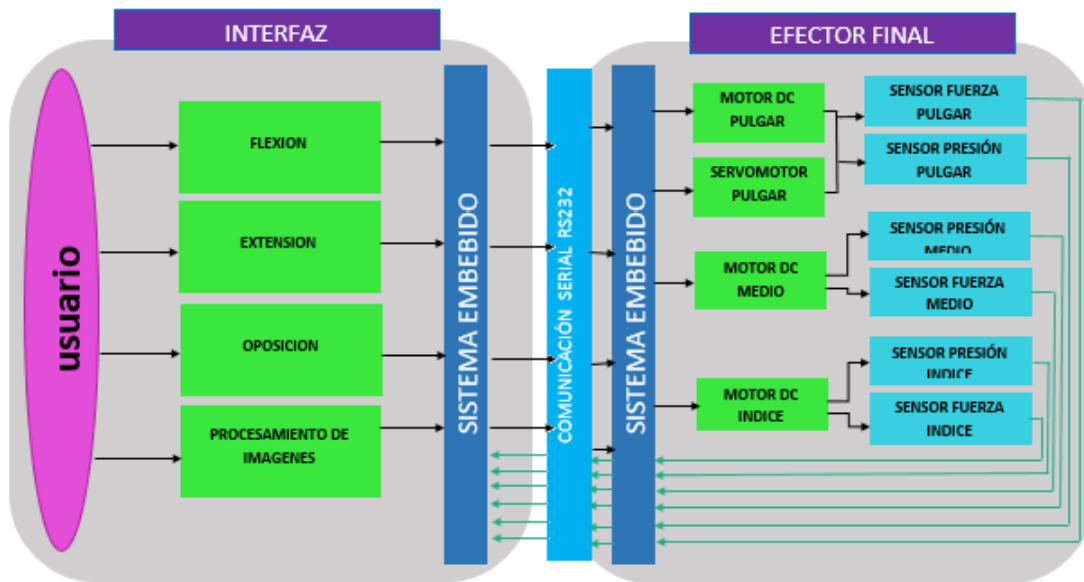 INTERFAZ
EFECTOR FINAL
usuario
FLEXION
EXTENSION
OPOSICION
PROCESAMIENTO DE
IMAGENES
SISTEMA EMBEBIDO
COMUNICACIÓN SERIAL RS232
SISTEMA EMBEBIDO
MOTOR DC
PULGAR
SERVOMOTOR
PULGAR
MOTOR DC
MEDIO
MOTOR DC
INDICE
SENSOR FUERZA
PULGAR
SENSOR PRESIÓN
PULGAR
SENSOR PRESIÓN
MEDIO
SENSOR FUERZA
MEDIO
SENSOR PRESIÓN
INDICE
SENSOR FUERZA
INDICE